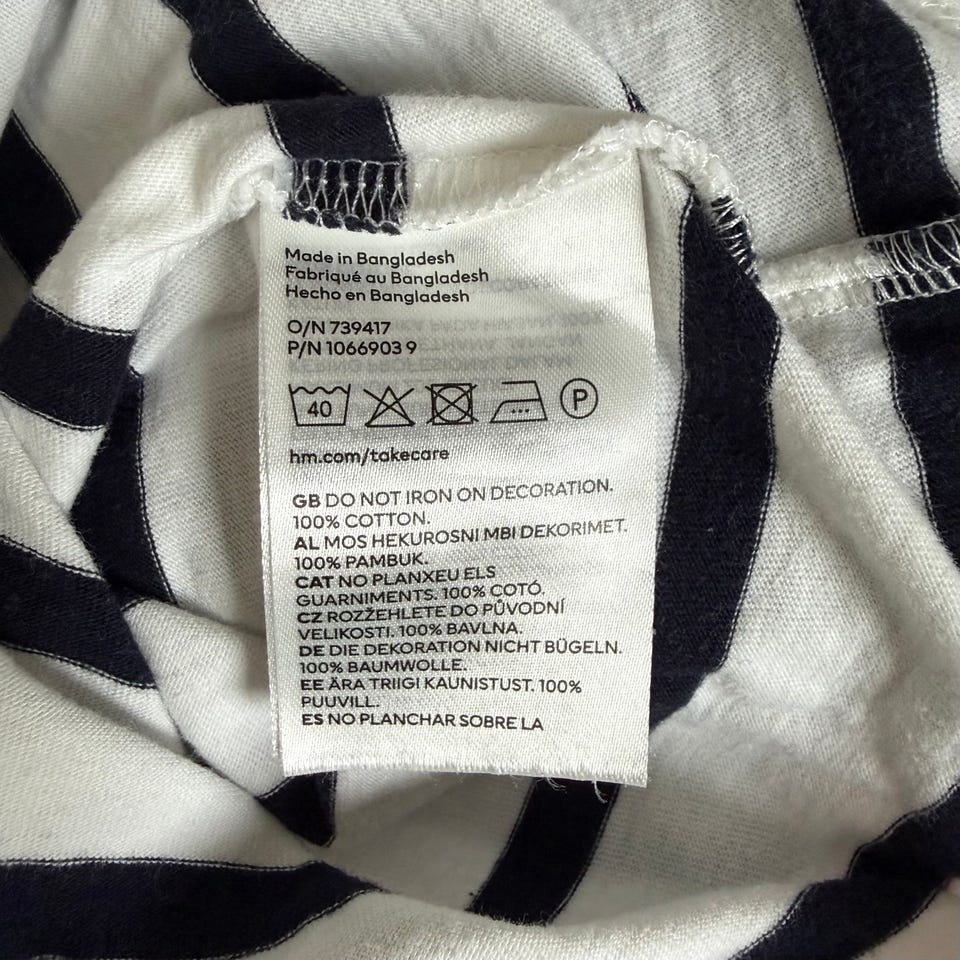 Made in Bangladesh
Fabriqué au Bangladesh
Hecho en Bangladesh
O/N 739417
P/N 1066903 9
40 P
hm.com/takecare
GB DO NOT IRON ON DECORATION.
100% COTTON.
AL MOS HEKUROSNI MBI DEKORIMET.
100% PAMBUK.
CAT NO PLANXEU ELS
GUARNIMENTS. 100% COTÓ.
CZ ROZŽEHLETE DO PŮVODNÍ
VELIKOSTI. 100% BAVLNA.
DE DIE DEKORATION NICHT BÜGELN.
100% BAUMWOLLE.
EE ÄRA TRIIGI KAUNISTUST. 100%
PUUVILL.
ES NO PLANCHAR SOBRE LA